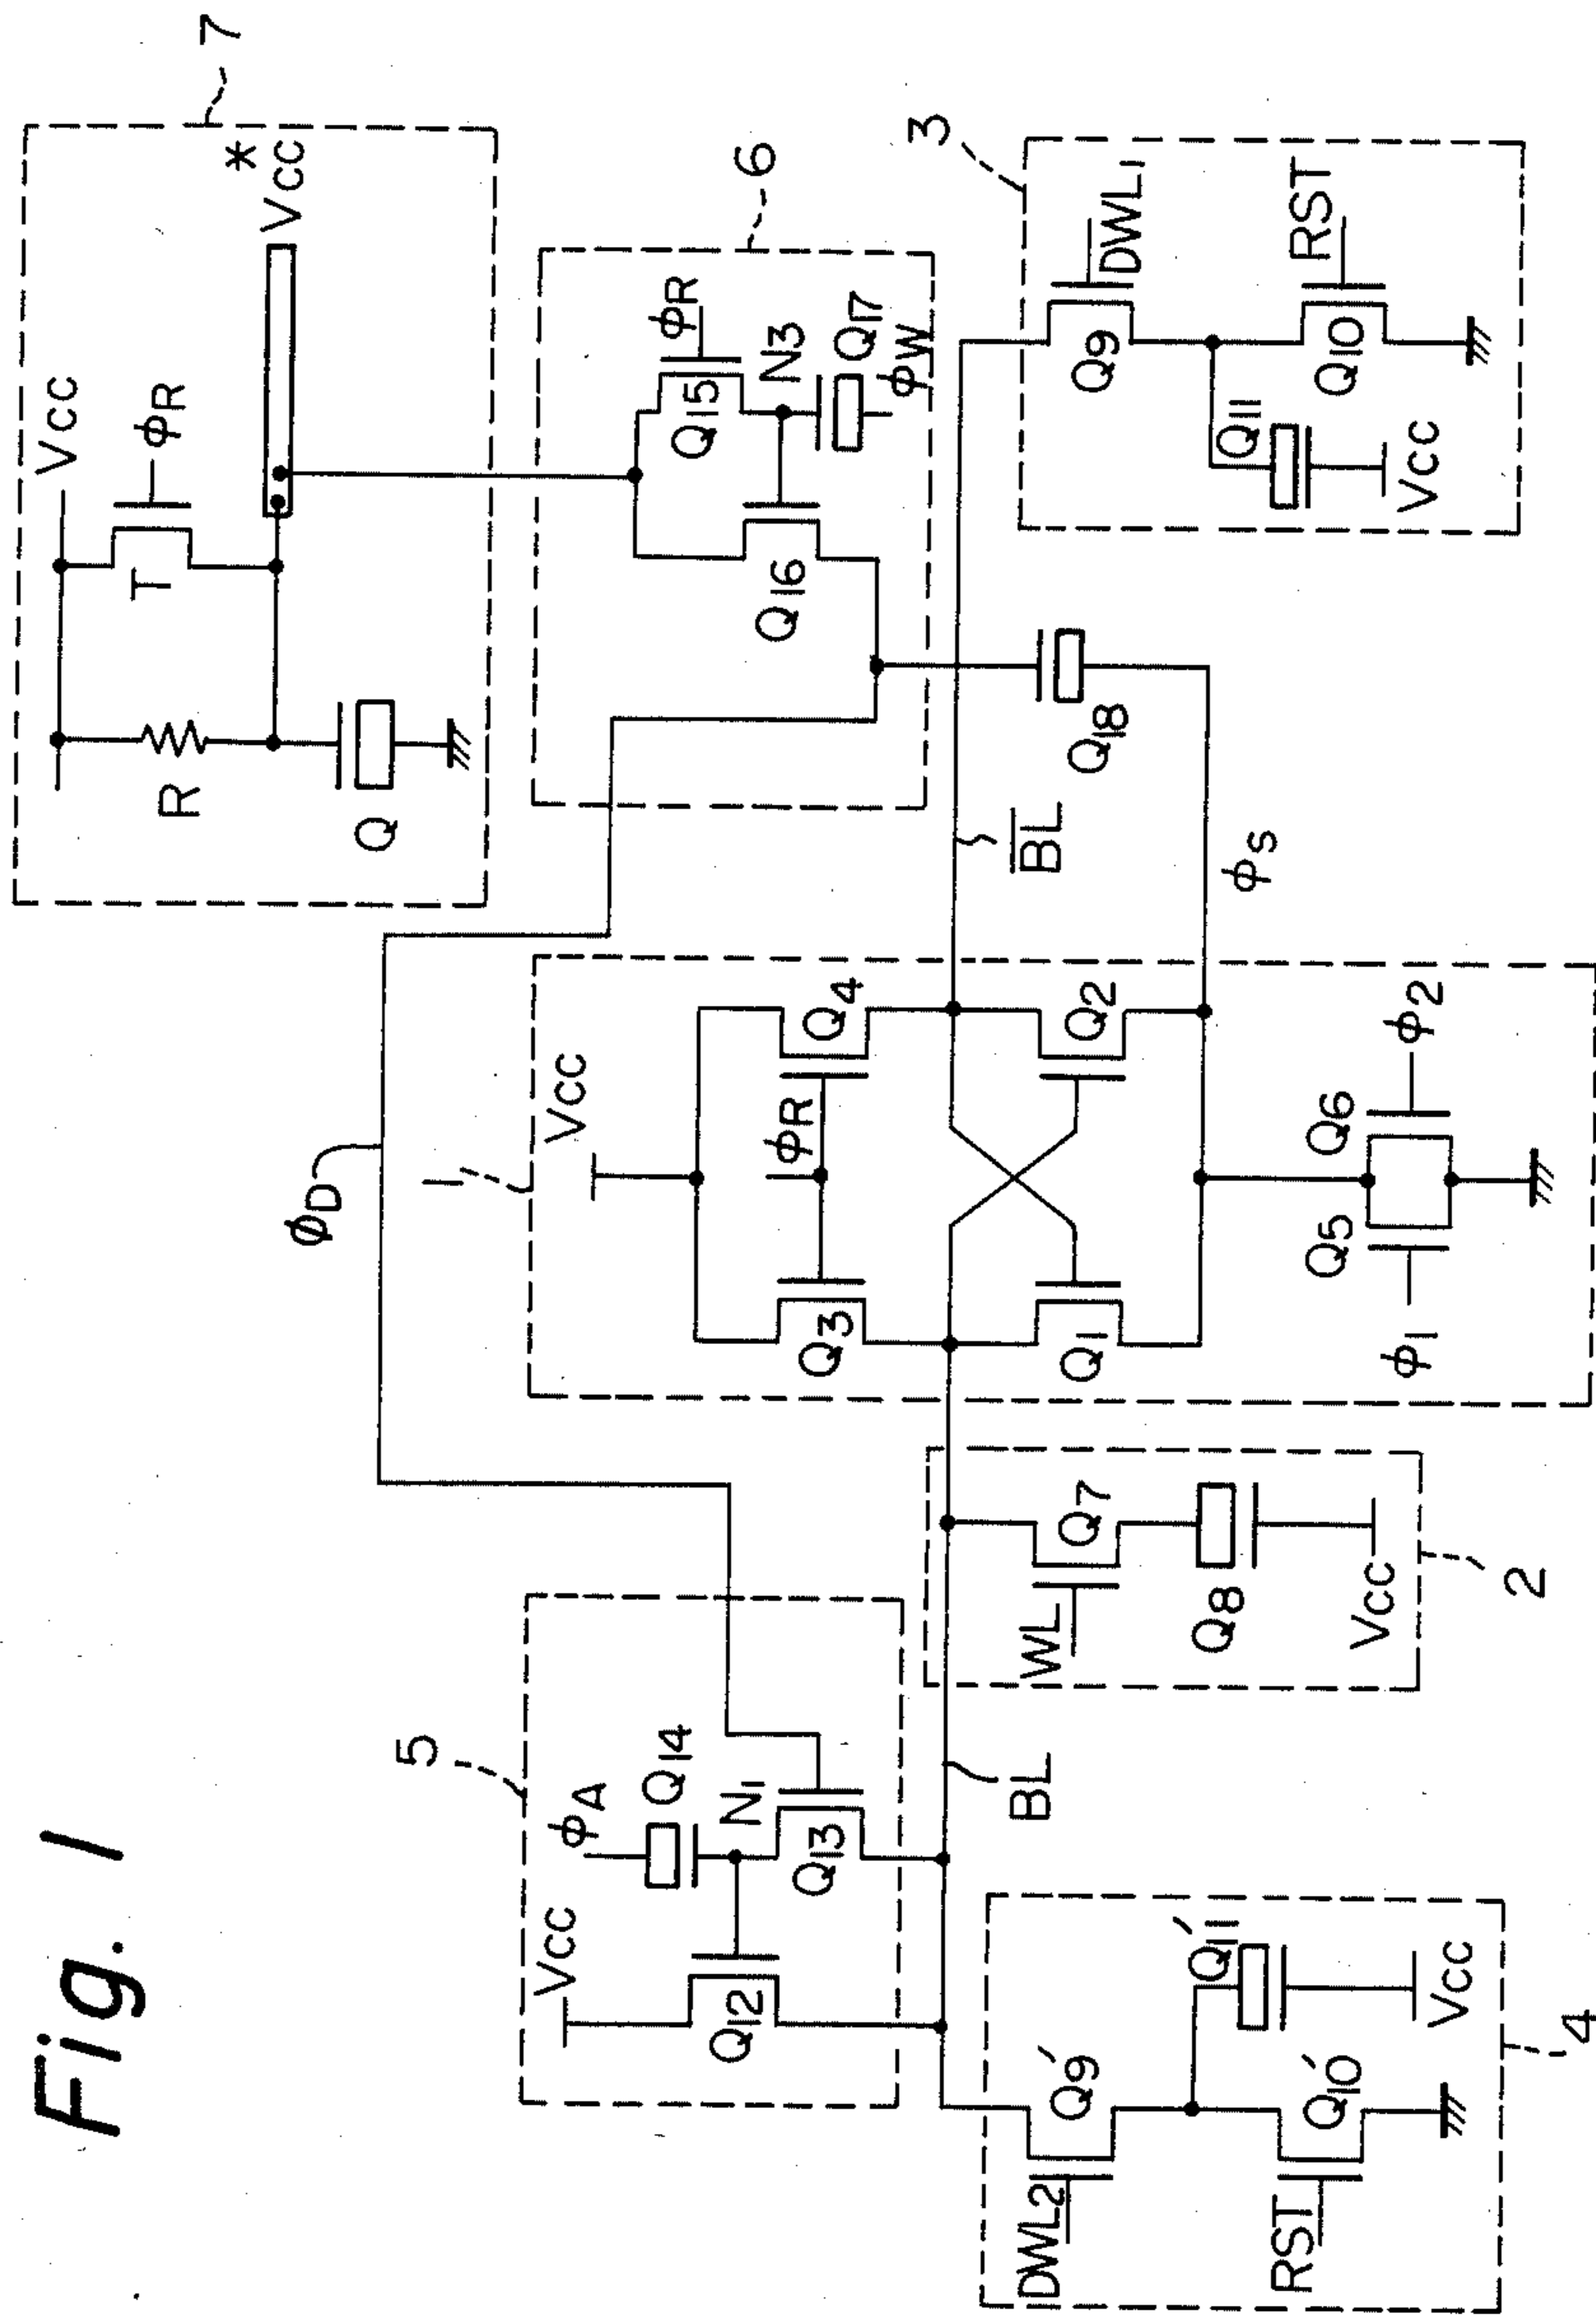 Fig. 1
7
VCC
T
φR
*
VCC
R
Q
6
φR
Q15
N3
Q16
Q17
φW
3
DWL1
Q9
Q11
Q10
RST
VCC
Q18
BL
φS
φD
1
VCC
Q4
φR
Q3
Q2
Q1
Q6
φ2
Q5
φ1
2
WL
Q7
Q8
VCC
5
φA
Q14
VCC
N1
Q12
Q13
BL
4
DWL2
Q9'
Q11'
Q10'
RST
VCC